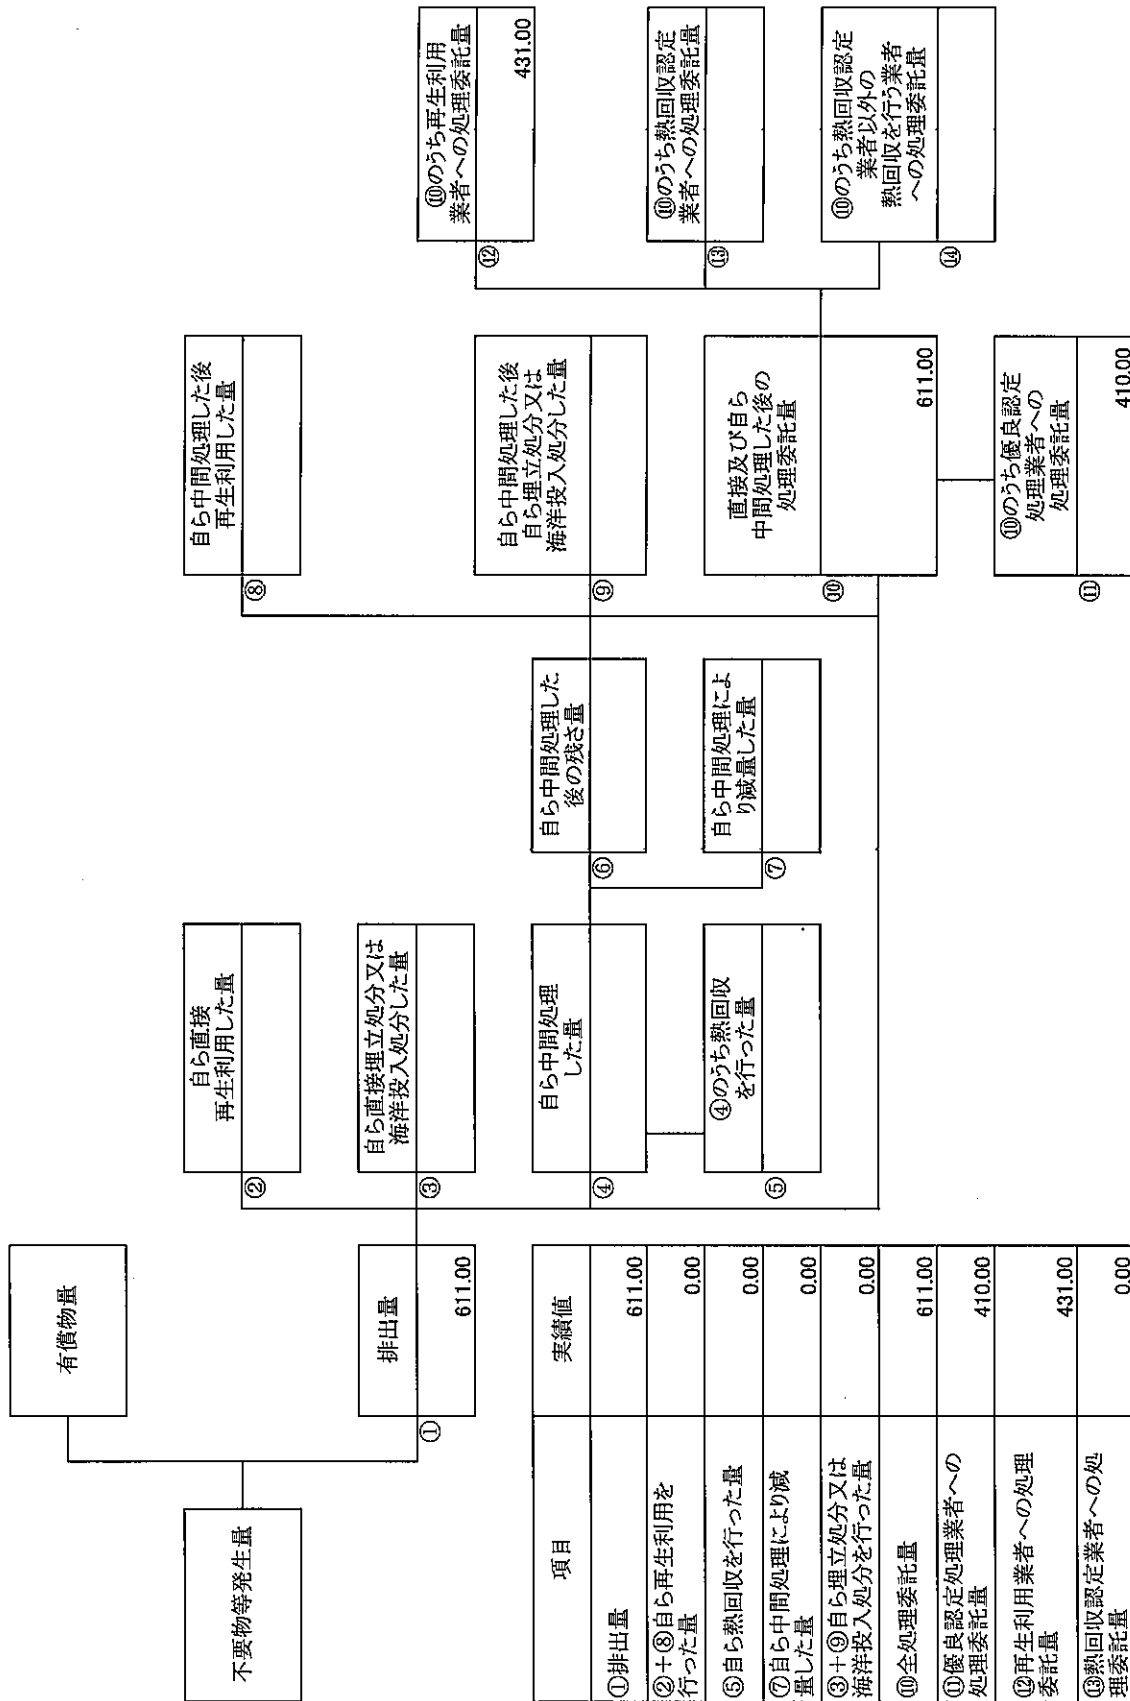 不要物等発生量
有償物量
排出量
①
611.00
自ら直接
再生利用した量
②
自ら直接埋立処分又は
海洋投入処分した量
③
自ら中間処理
した量
④
④のうち熱回収
を行った量
⑤
自ら中間処理した
後の残さ量
⑥
自ら中間処理によ
り減量した量
⑦
自ら中間処理した後
再生利用した量
⑧
自ら中間処理した後
自ら埋立処分又は
海洋投入処分した量
⑨
直接及び自ら
中間処理した後の
処理委託量
⑩
611.00
⑩のうち優良認定
処理業者への
処理委託量
⑪
410.00
⑩のうち再生利用
業者への処理委託量
⑫
431.00
⑩のうち熱回収認定
業者への処理委託量
⑬
⑩のうち熱回収認定
業者以外の
熱回収を行う業者
への処理委託量
⑭
項目 実績値
①排出量 611.00
②+⑧自ら再生利用を
行った量 0.00
⑤自ら熱回収を行った量 0.00
⑦自ら中間処理により減
量した量 0.00
③+⑨自ら埋立処分又は
海洋投入処分を行った量 0.00
⑩全処理委託量 611.00
⑪優良認定処理業者への
処理委託量 410.00
⑫再生利用業者への処理
委託量 431.00
⑬熱回収認定業者への処
理委託量 0.00